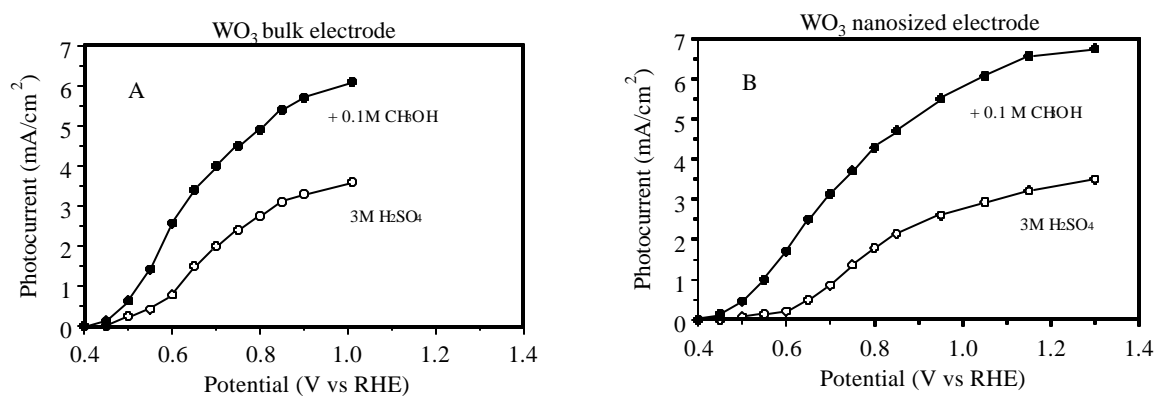 WO3 bulk electrode
7
6
5
4
3
2
1
0
Photocurrent (mA/cm2)
A
+ 0.1M CH3OH
3M H2SO4
0.4 0.6 0.8 1.0 1.2 1.4
Potential (V vs RHE)
WO3 nanosized electrode
7
6
5
4
3
2
1
0
Photocurrent (mA/cm2)
B
+ 0.1 M CH3OH
3M H2SO4
0.4 0.6 0.8 1.0 1.2 1.4
Potential (V vs RHE)